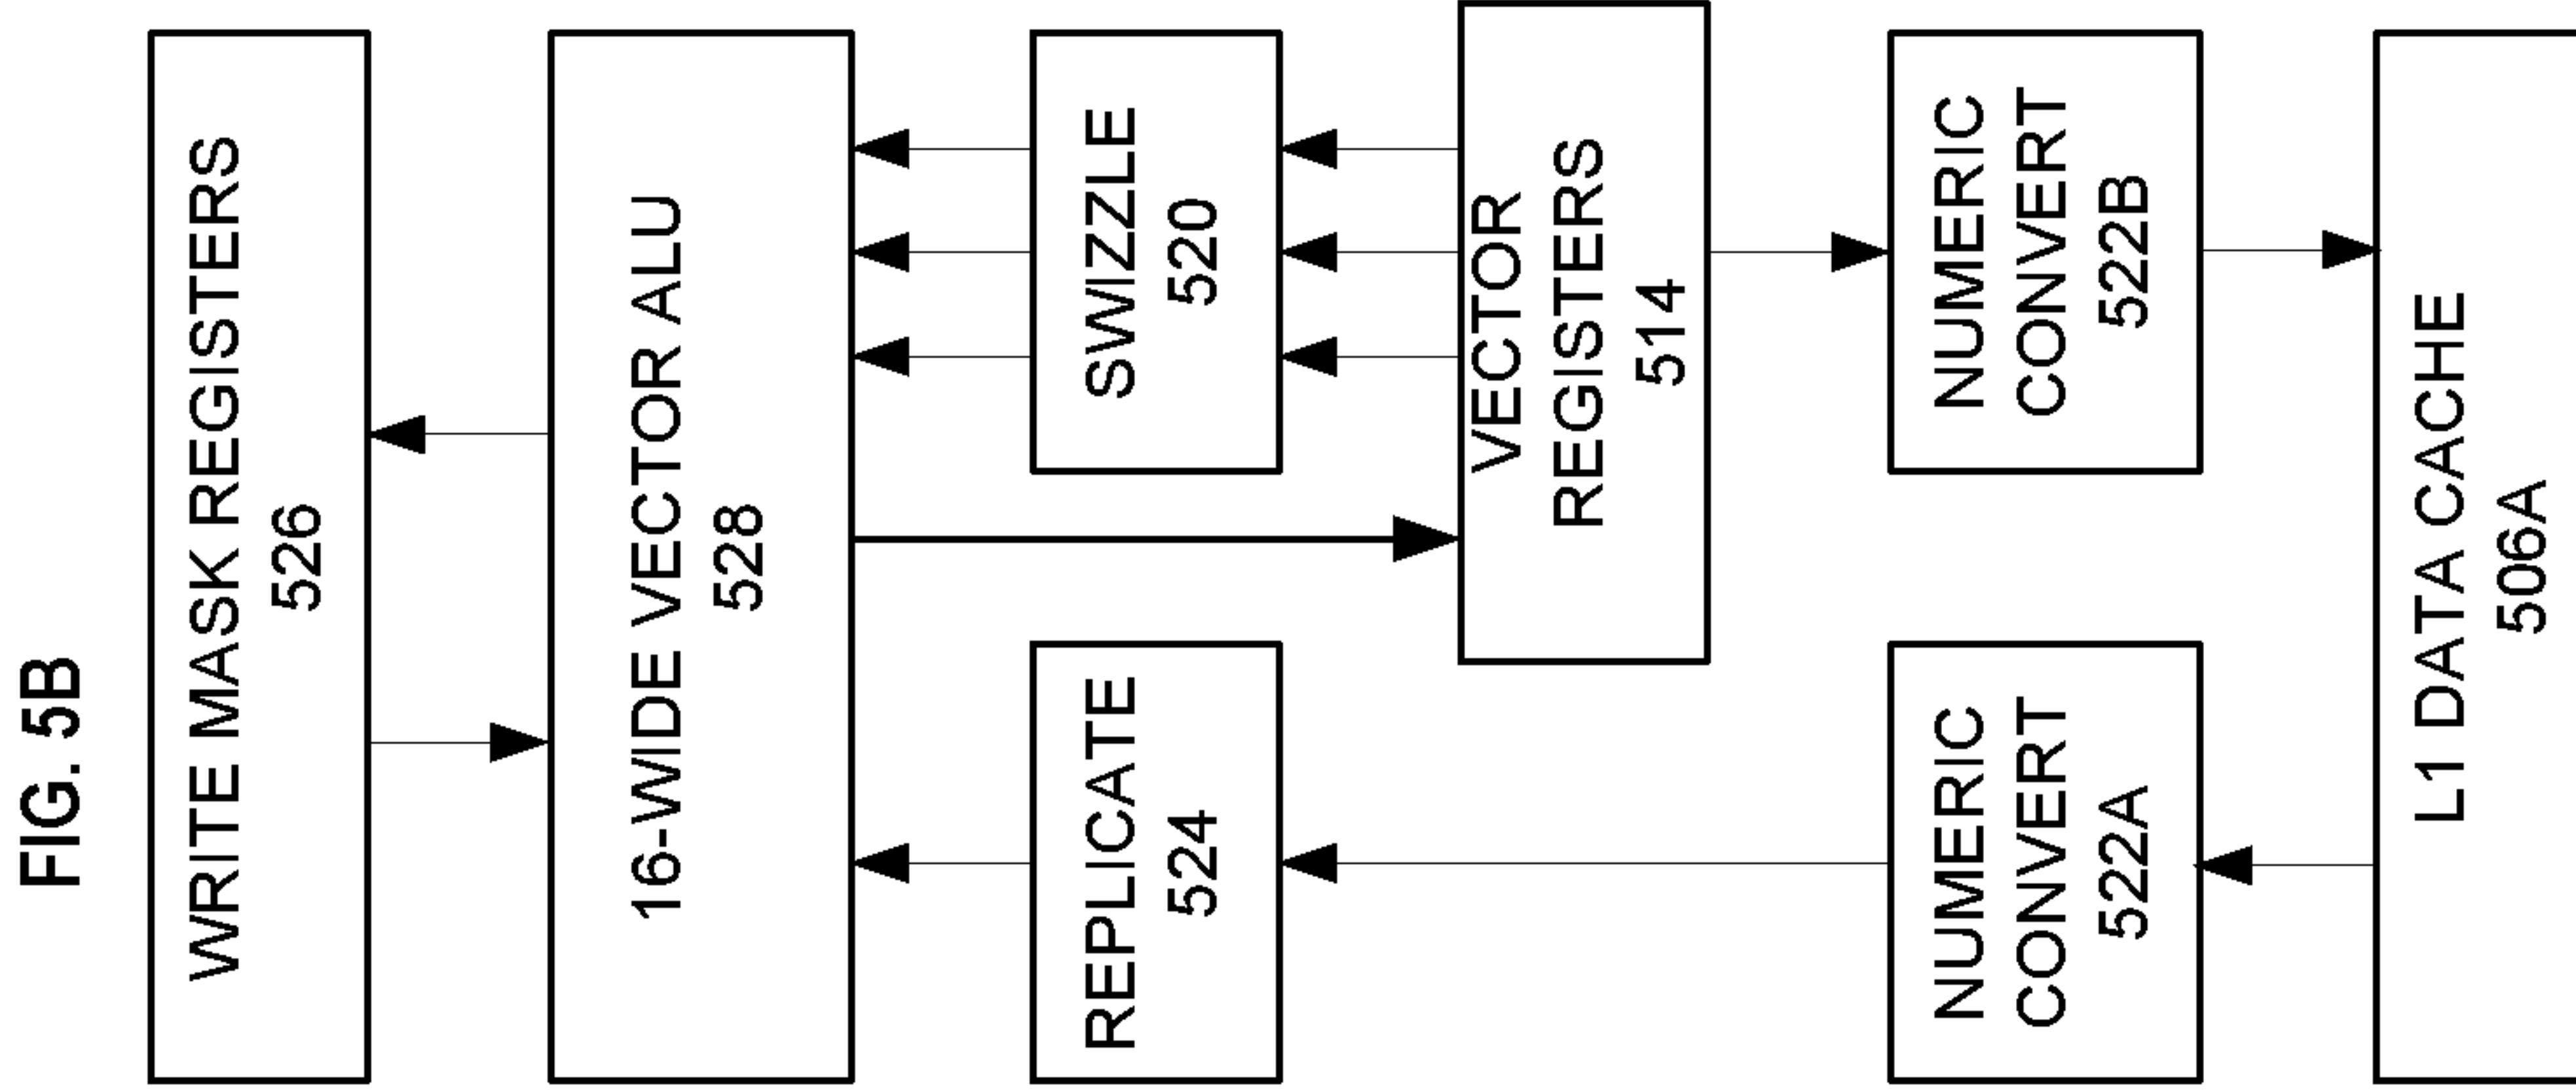 FIG. 5B
WRITE MASK REGISTERS
526
16-WIDE VECTOR ALU
528
REPLICATE
524
SWIZZLE
520
VECTOR
REGISTERS
514
NUMERIC
CONVERT
522A
NUMERIC
CONVERT
522B
L1 DATA CACHE
506A